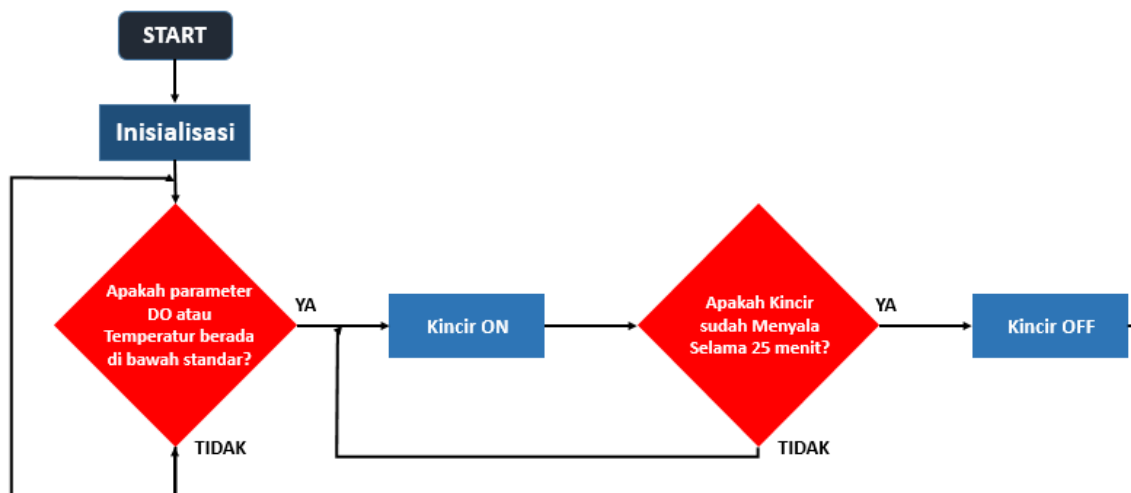 START
Inisialisasi
Apakah parameter
DO atau
Temperatur berada
di bawah standar?
YA
TIDAK
Kincir ON
Apakah Kincir
sudah Menyala
Selama 25 menit?
YA
TIDAK
Kincir OFF